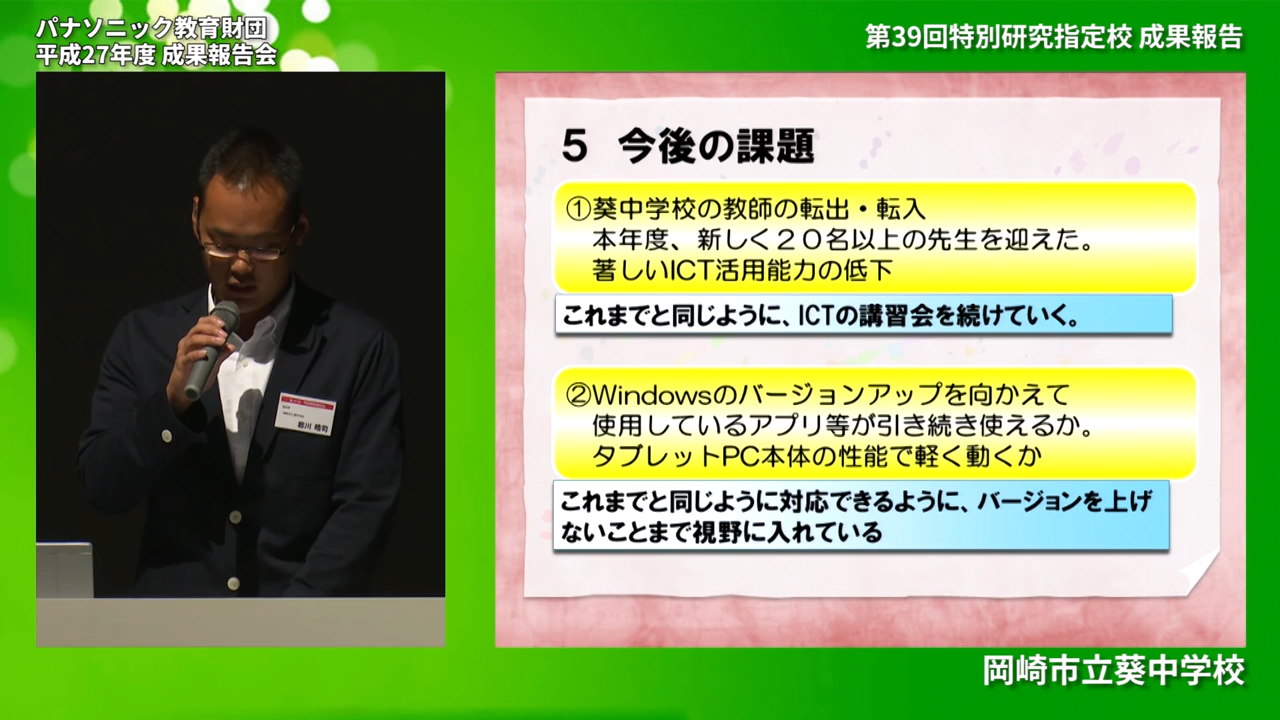 パナソニック教育財団
平成27年度 成果報告会
第39回特別研究指定校 成果報告
5 今後の課題
①葵中学校の教師の転出・転入
本年度、新しく２０名以上の先生を迎えた。
著しいICT活用能力の低下
これまでと同じように、ICTの講習会を続けていく。
②Windowsのバージョンアップを向かえて
使用しているアプリ等が引き続き使えるか。
タブレットPC本体の性能で軽く動くか
これまでと同じように対応できるように、バージョンを上げ
ないことまで視野に入れている
岡崎市立葵中学校